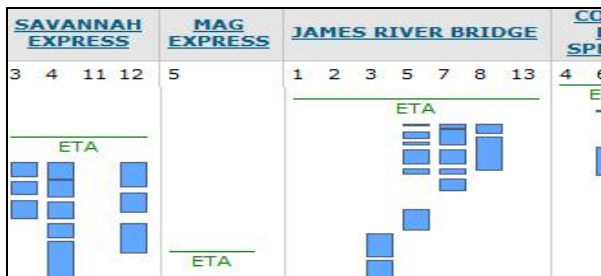 SAVANNAH EXPRESS
MAG EXPRESS
JAMES RIVER BRIDGE
3 4 11 12
5
1 2 3 5 7 8 13
4
ETA
ETA
ETA